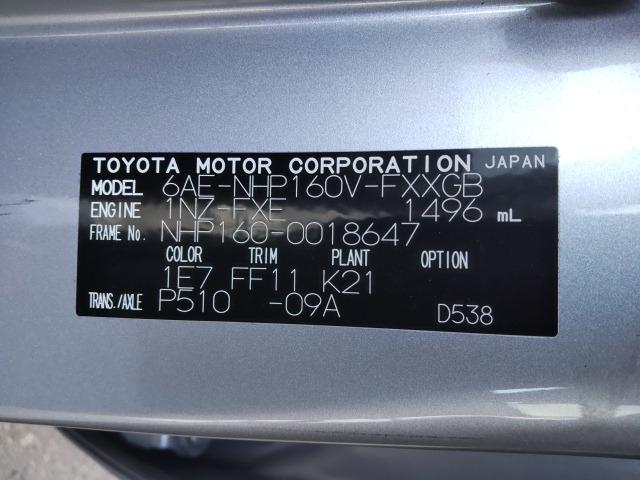 TOYOTA MOTOR CORPORATION JAPAN
MODEL 6AE-NHP160V-FXXGB
ENGINE 1NZ-FXE 1496 mL
FRAME No. NHP160-0018647
COLOR TRIM PLANT OPTION
1E7 FF11 K21
TRANS./AXLE P510 -09A D538